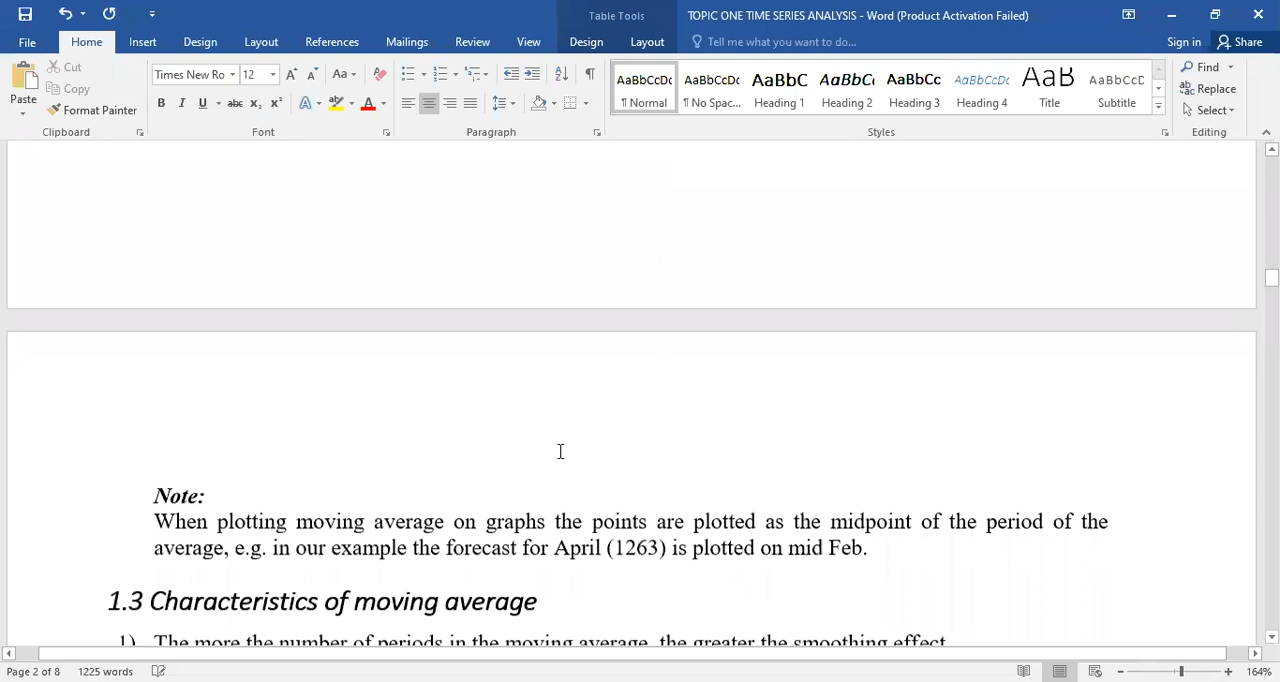 Table Tools
TOPIC ONE TIME SERIES ANALYSIS - Word (Product Activation Failed)
File Home Insert Design Layout References Mailings Review View Design Layout Tell me what you want to do... Sign in Share
Cut
Copy
Paste
Format Painter
Times New Ro 12
Aa
AaBbCcDc AaBbCcDc AaBbC AaBbCc AaBbCc AaBbCcDc AaB AaBbCcD
¶ Normal ¶ No Spac... Heading 1 Heading 2 Heading 3 Heading 4 Title Subtitle
Find
Replace
Select
Clipboard Font Paragraph Styles Editing
Note:
When plotting moving average on graphs the points are plotted as the midpoint of the period of the
average, e.g. in our example the forecast for April (1263) is plotted on mid Feb.
1.3 Characteristics of moving average
1) The more the number of periods in the moving average, the greater the smoothing effect.
Page 2 of 8 1225 words 164%